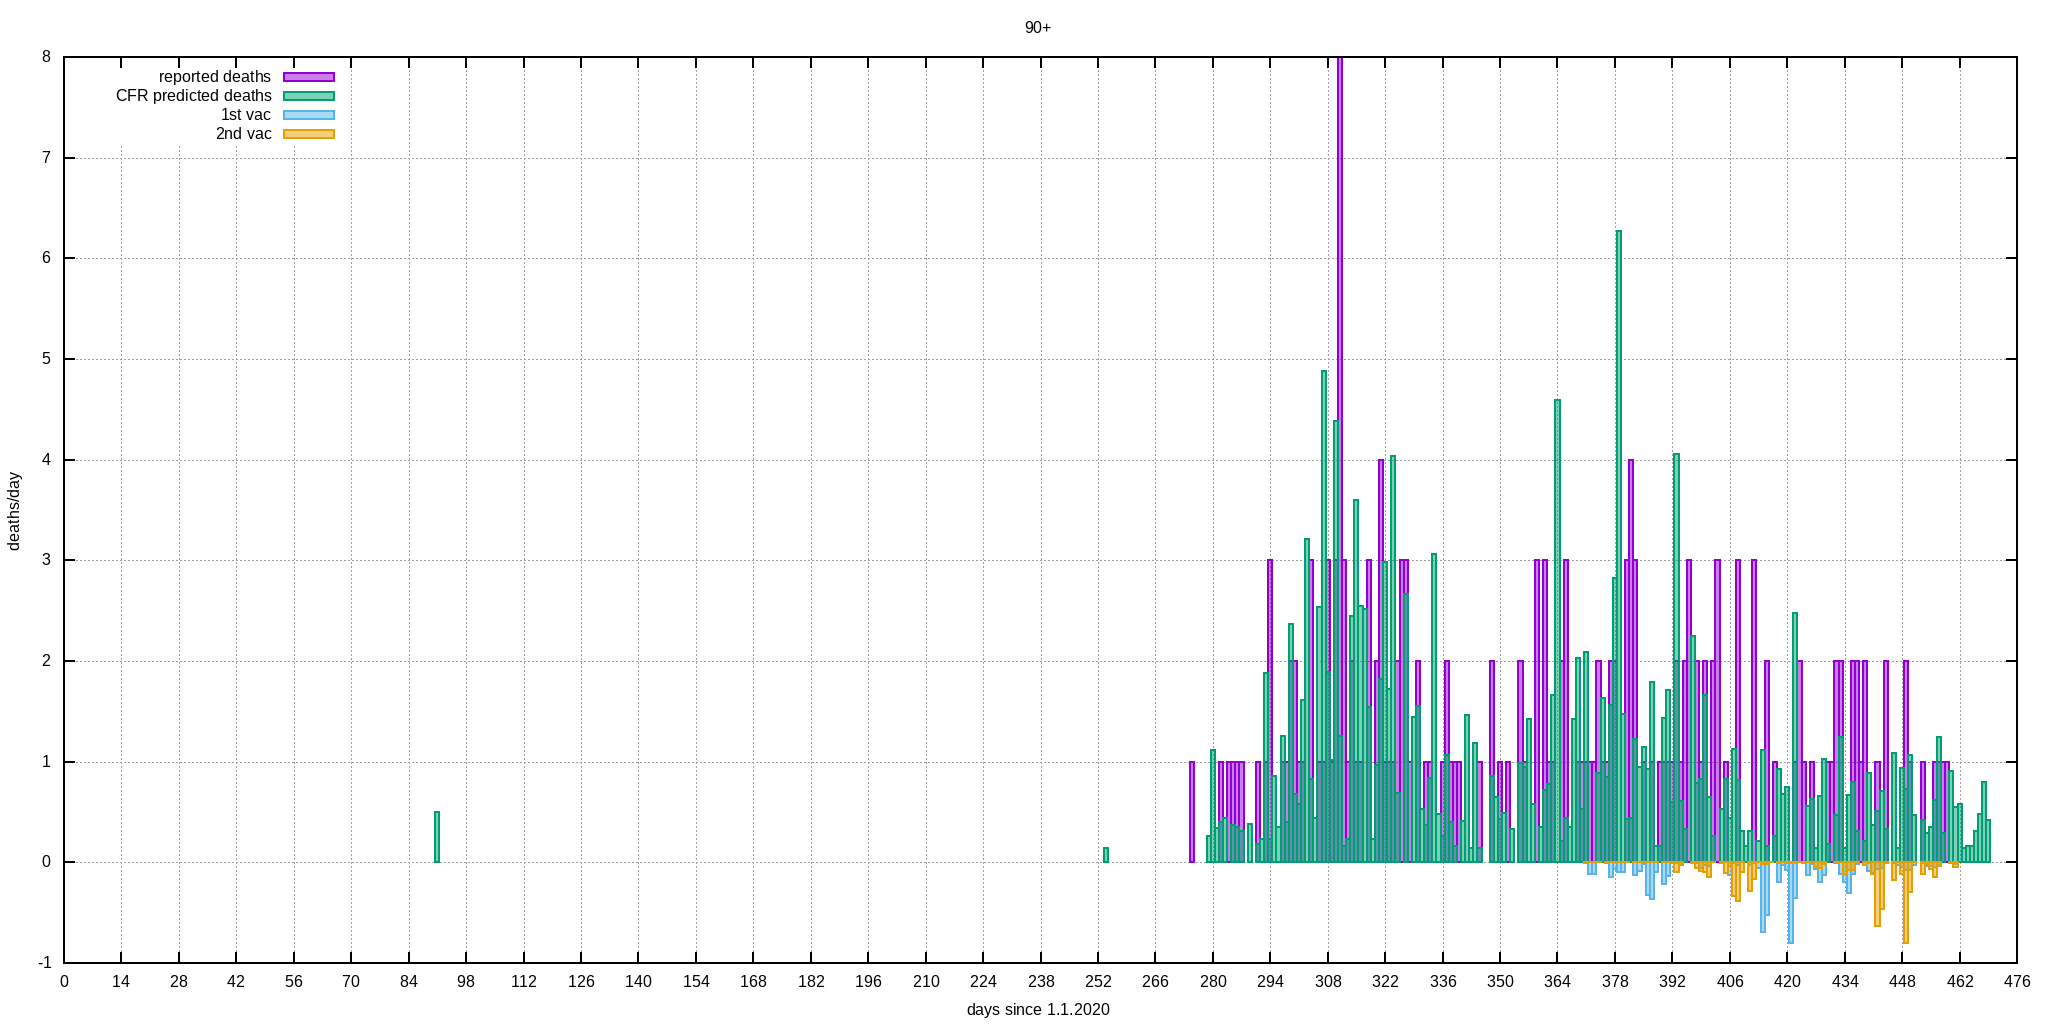 90+
8
7
6
5
4
3
2
1
0
-1
reported deaths
CFR predicted deaths
1st vac
2nd vac
deaths/day
0 14 28 42 56 70 84 98 112 126 140 154 168 182 196 210 224 238 252 266 280 294 308 322 336 350 364 378 392 406 420 434 448 462 476
days since 1.1.2020